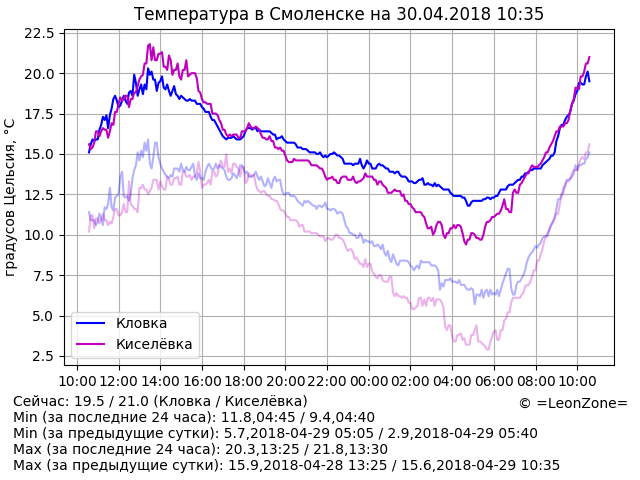 Температура в Смоленске на 30.04.2018 10:35
градусов Цельсия, °C
22.5
20.0
17.5
15.0
12.5
10.0
7.5
5.0
2.5
Кловка
Киселёвка
10:00 12:00 14:00 16:00 18:00 20:00 22:00 00:00 02:00 04:00 06:00 08:00 10:00
Сейчас: 19.5 / 21.0 (Кловка / Киселёвка)
© =LeonZone=
Min (за последние 24 часа): 11.8,04:45 / 9.4,04:40
Min (за предыдущие сутки): 5.7,2018-04-29 05:05 / 2.9,2018-04-29 05:40
Max (за последние 24 часа): 20.3,13:25 / 21.8,13:30
Max (за предыдущие сутки): 15.9,2018-04-28 13:25 / 15.6,2018-04-29 10:35